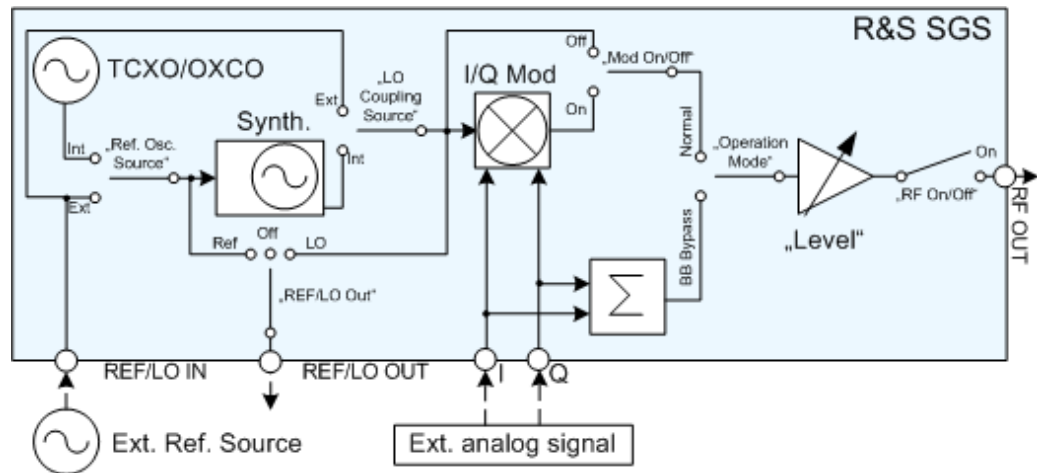 R&S SGS
TCXO/OXCO
Int
Ext
„Ref. Osc.
Source“
Synth.
Ext
Int
„LO
Coupling
Source“
I/Q Mod
Off
On
„Mod On/Off“
Normal
BB Bypass
„Operation
Mode“
„Level“
On
„RF On/Off“
RF OUT
Ref
Off
LO
„REF/LO Out“
Σ
REF/LO IN
REF/LO OUT
I
Q
Ext. Ref. Source
Ext. analog signal